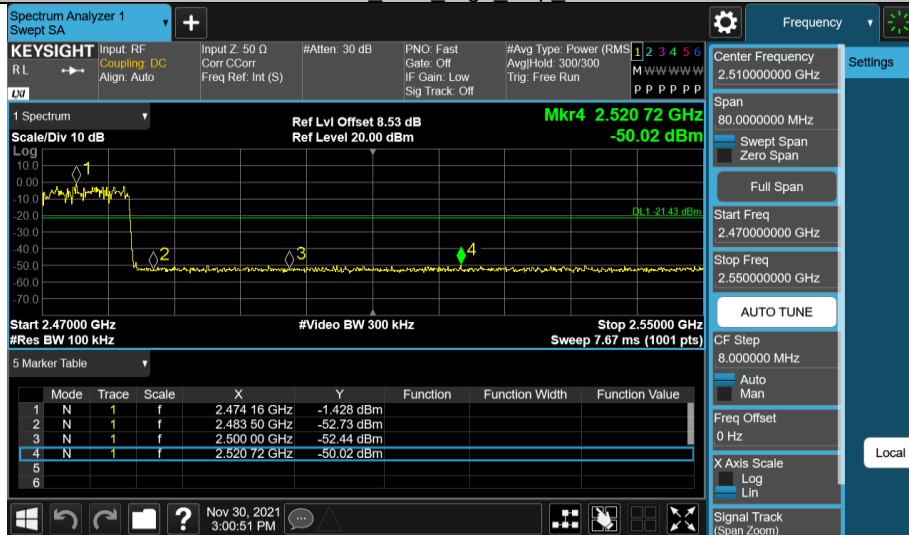 Spectrum Analyzer 1
Swept SA
Frequency
KEYSIGHT
R L
LXI
Input: RF
Coupling: DC
Align: Auto
Input Z: 50 Ω
Corr CCorr
Freq Ref: Int (S)
#Atten: 30 dB
PNO: Fast
Gate: Off
IF Gain: Low
Sig Track: Off
#Avg Type: Power (RMS
Avg|Hold: 300/300
Trig: Free Run
1 2 3 4 5 6
M W W W W W
P P P P P P
Center Frequency
2.510000000 GHz
Settings
Span
80.0000000 MHz
Swept Span
Zero Span
Full Span
Start Freq
2.470000000 GHz
Stop Freq
2.550000000 GHz
AUTO TUNE
CF Step
8.000000 MHz
Auto
Man
Freq Offset
0 Hz
X Axis Scale
Log
Lin
Signal Track
(Span Zoom)
Local
1 Spectrum
Scale/Div 10 dB
Ref Lvl Offset 8.53 dB
Ref Level 20.00 dBm
Mkr4 2.520 72 GHz
-50.02 dBm
Log
10.0
0.00
-10.0
-20.0
-30.0
-40.0
-50.0
-60.0
-70.0
1
2
3
4
DL1 -21.43 dBm
Start 2.47000 GHz
#Res BW 100 kHz
#Video BW 300 kHz
Stop 2.55000 GHz
Sweep 7.67 ms (1001 pts)
5 Marker Table
Mode Trace Scale X Y Function Function Width Function Value
1 N 1 f 2.474 16 GHz -1.428 dBm
2 N 1 f 2.483 50 GHz -52.73 dBm
3 N 1 f 2.500 00 GHz -52.44 dBm
4 N 1 f 2.520 72 GHz -50.02 dBm
5
6
Nov 30, 2021
3:00:51 PM